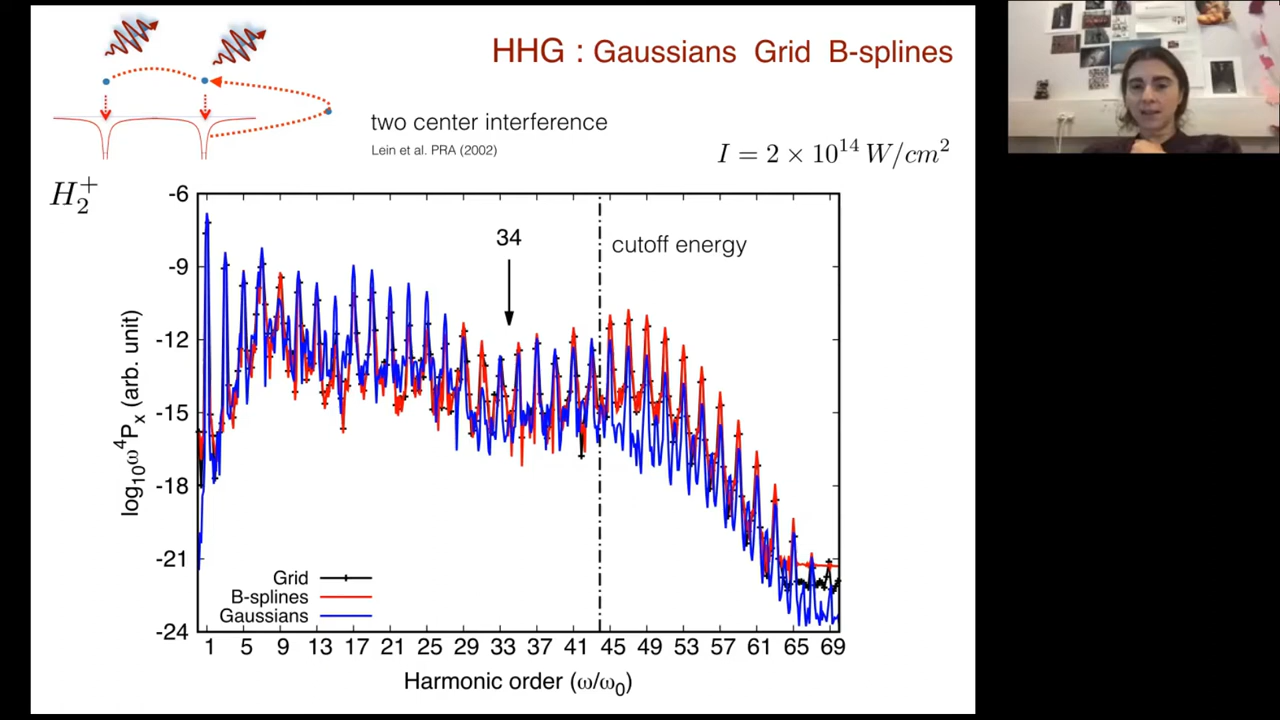 HHG : Gaussians Grid B-splines
two center interference
Lein et al. PRA (2002)
I = 2 × 10^14 W/cm^2
H_2^+
-6
-9
-12
-15
-18
-21
-24
log10ω^4Px (arb. unit)
34
cutoff energy
Grid
B-splines
Gaussians
1 5 9 13 17 21 25 29 33 37 41 45 49 53 57 61 65 69
Harmonic order (ω/ω0)